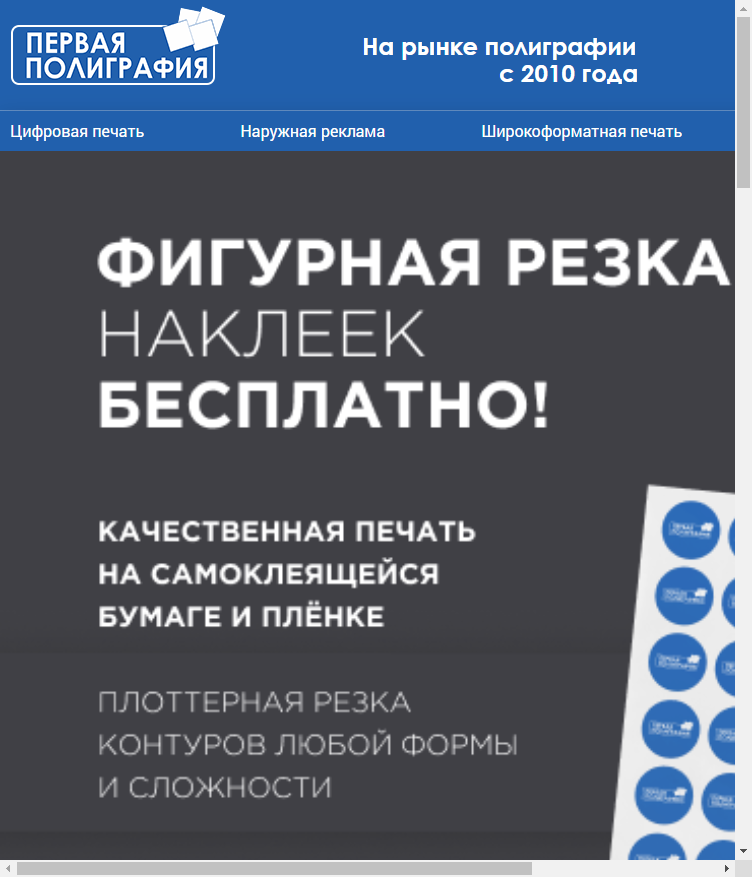 ПЕРВАЯ
ПОЛИГРАФИЯ
На рынке полиграфии
с 2010 года
Цифровая печать
Наружная реклама
Широкоформатная печать
ФИГУРНАЯ РЕЗКА
НАКЛЕЕК
БЕСПЛАТНО!
КАЧЕСТВЕННАЯ ПЕЧАТЬ
НА САМОКЛЕЯЩЕЙСЯ
БУМАГЕ И ПЛЁНКЕ
ПЛОТТЕРНАЯ РЕЗКА
КОНТУРОВ ЛЮБОЙ ФОРМЫ
И СЛОЖНОСТИ